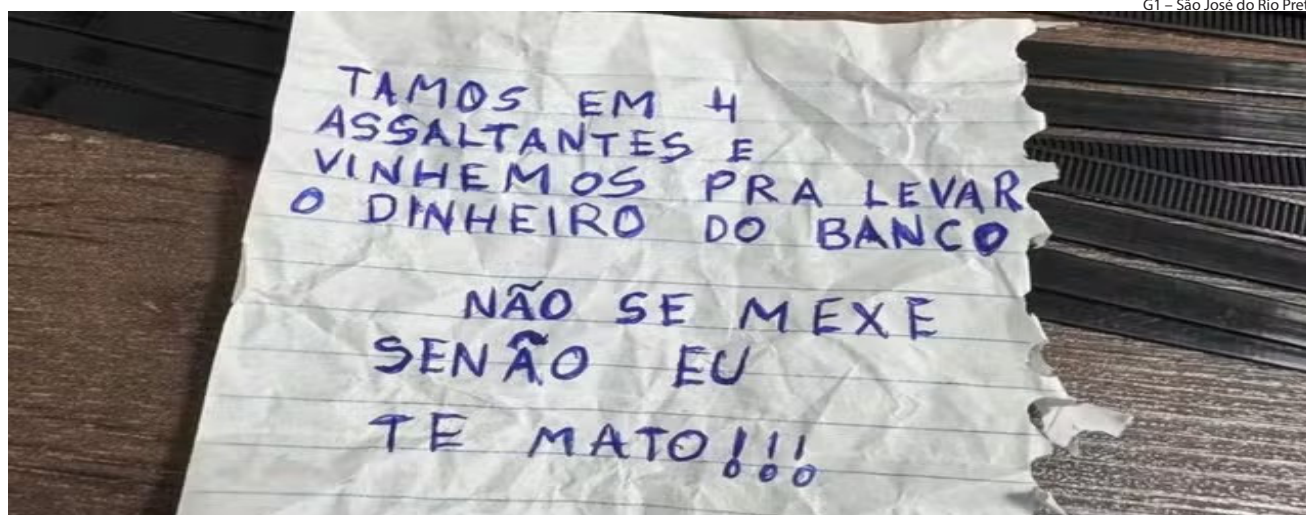 G1 – São José do Rio Pret
TAMOS EM 4
ASSALTANTES E
VINHEMOS PRA LEVAR
O DINHEIRO DO BANCO
NÃO SE MEXE
SENÃO EU
TE MATO!!!